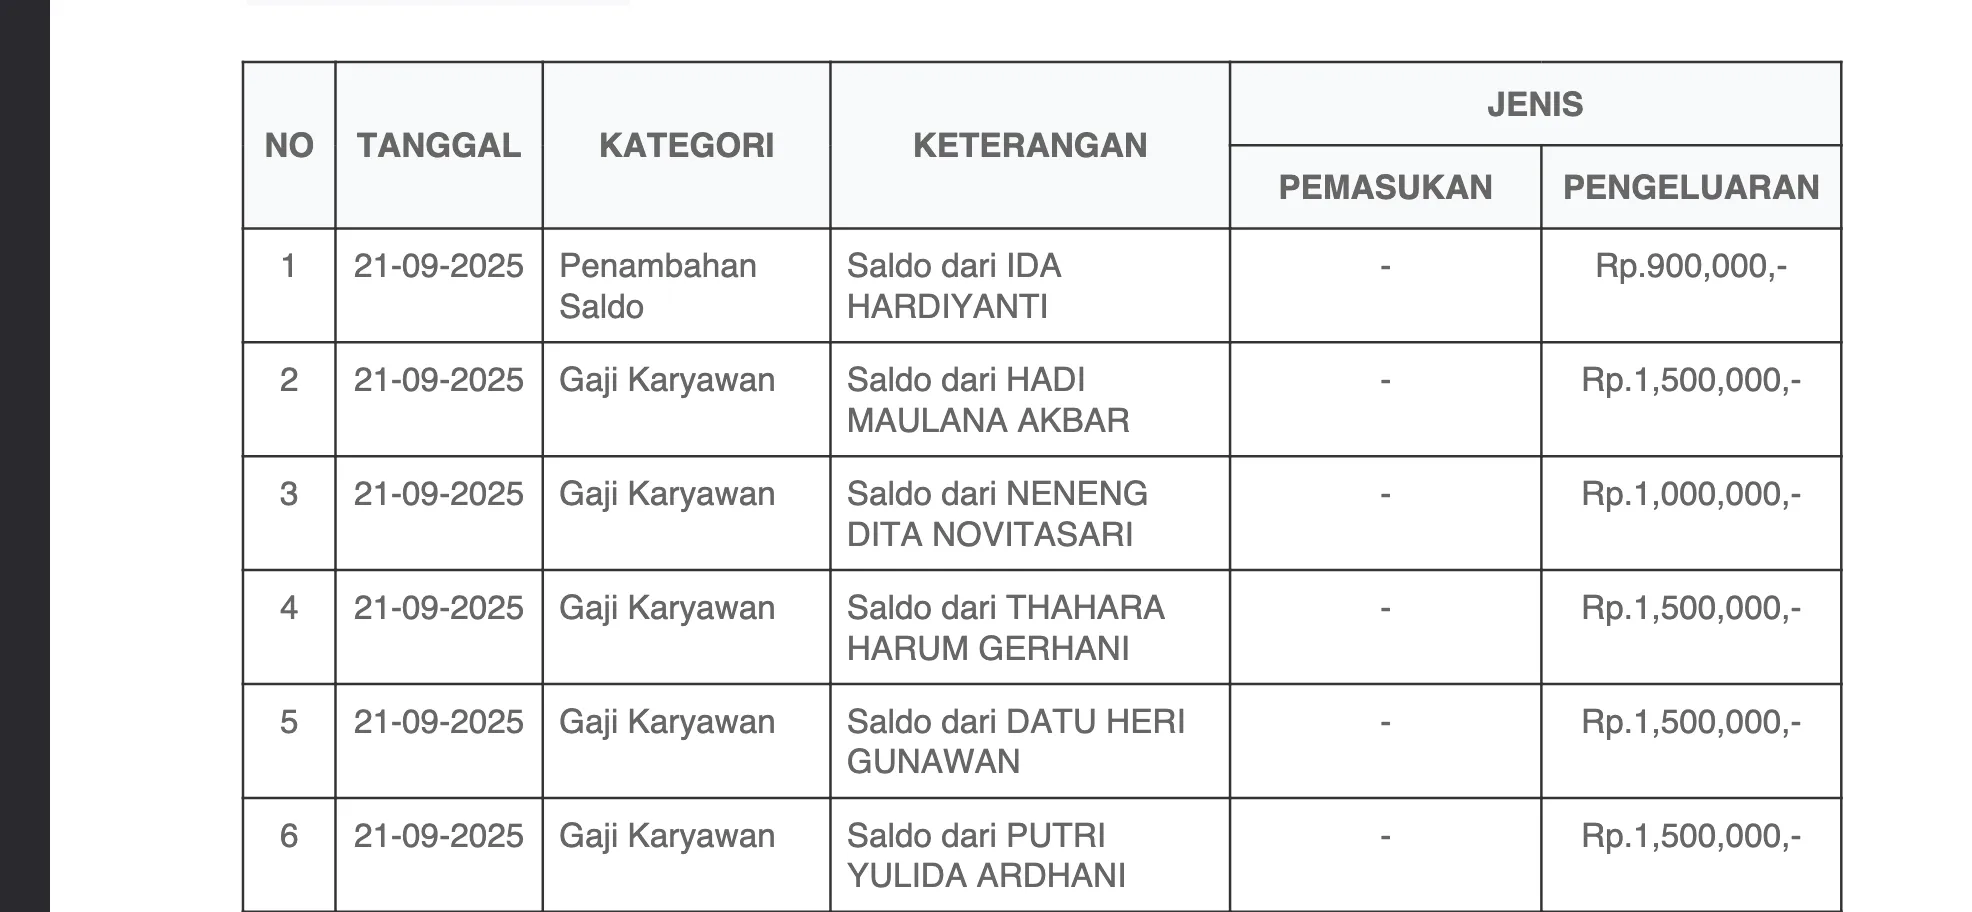 JENIS
NO TANGGAL KATEGORI KETERANGAN
PEMASUKAN PENGELUARAN
1 21-09-2025 Penambahan Saldo dari IDA - Rp.900,000,-
Saldo HARDIYANTI
2 21-09-2025 Gaji Karyawan Saldo dari HADI - Rp.1,500,000,-
MAULANA AKBAR
3 21-09-2025 Gaji Karyawan Saldo dari NENENG - Rp.1,000,000,-
DITA NOVITASARI
4 21-09-2025 Gaji Karyawan Saldo dari THAHARA - Rp.1,500,000,-
HARUM GERHANI
5 21-09-2025 Gaji Karyawan Saldo dari DATU HERI - Rp.1,500,000,-
GUNAWAN
6 21-09-2025 Gaji Karyawan Saldo dari PUTRI - Rp.1,500,000,-
YULIDA ARDHANI